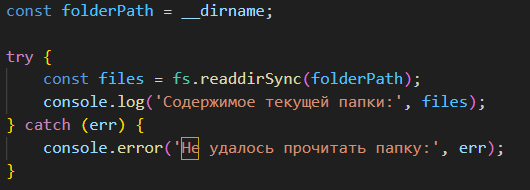 const folderPath = __dirname;
try {
const files = fs.readdirSync(folderPath);
console.log('Содержимое текущей папки:', files);
} catch (err) {
console.error('Не удалось прочитать папку:', err);
}